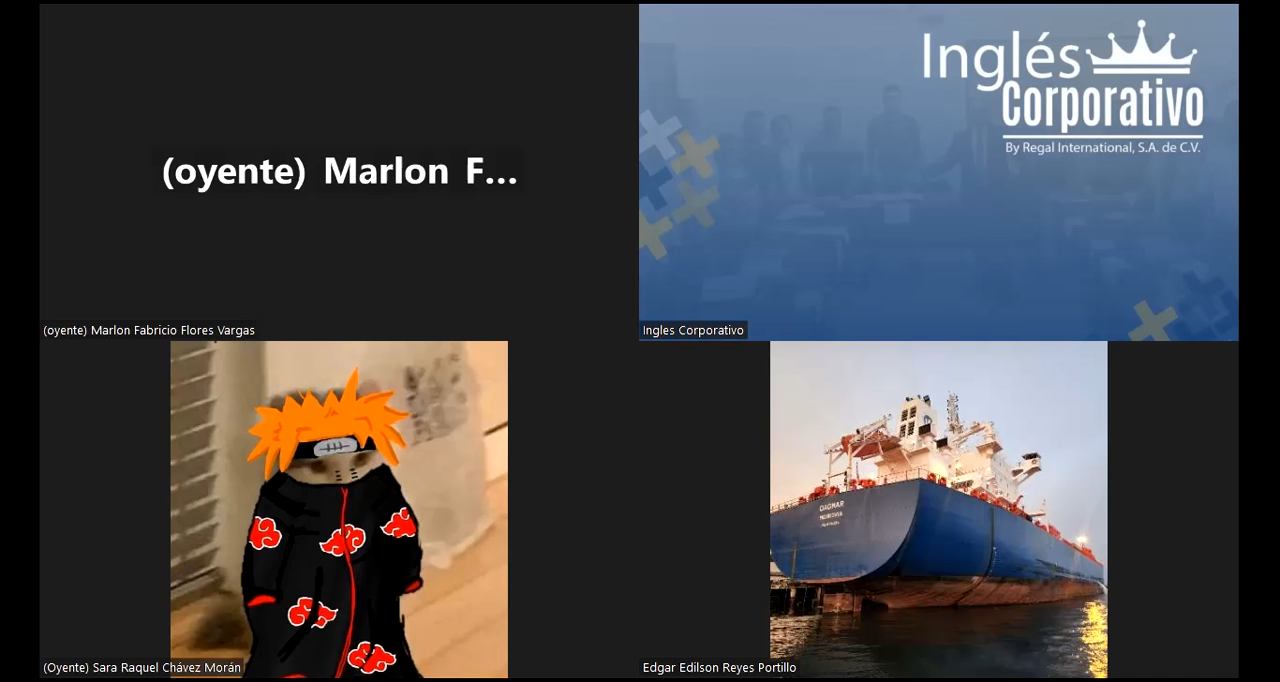 (oyente) Marlon F...
(oyente) Marlon Fabricio Flores Vargas
Inglés
Corporativo
By Regal International, S.A. de C.V.
Ingles Corporativo
(Oyente) Sara Raquel Chávez Morán
DAGMAR
Edgar Edilson Reyes Portillo